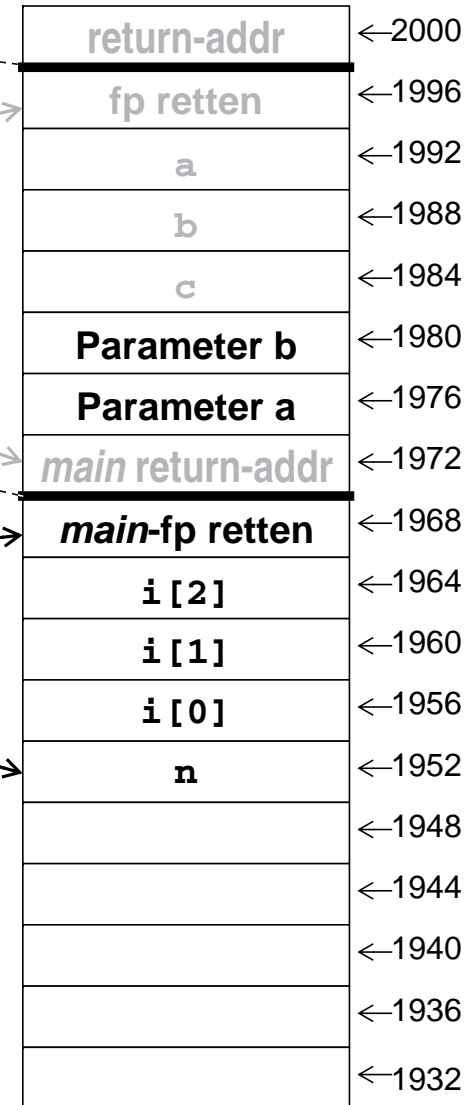 return-addr ←2000
fp retten ←1996
a ←1992
b ←1988
c ←1984
Parameter b ←1980
Parameter a ←1976
main return-addr ←1972
main-fp retten ←1968
i[2] ←1964
i[1] ←1960
i[0] ←1956
n ←1952
←1948
←1944
←1940
←1936
←1932